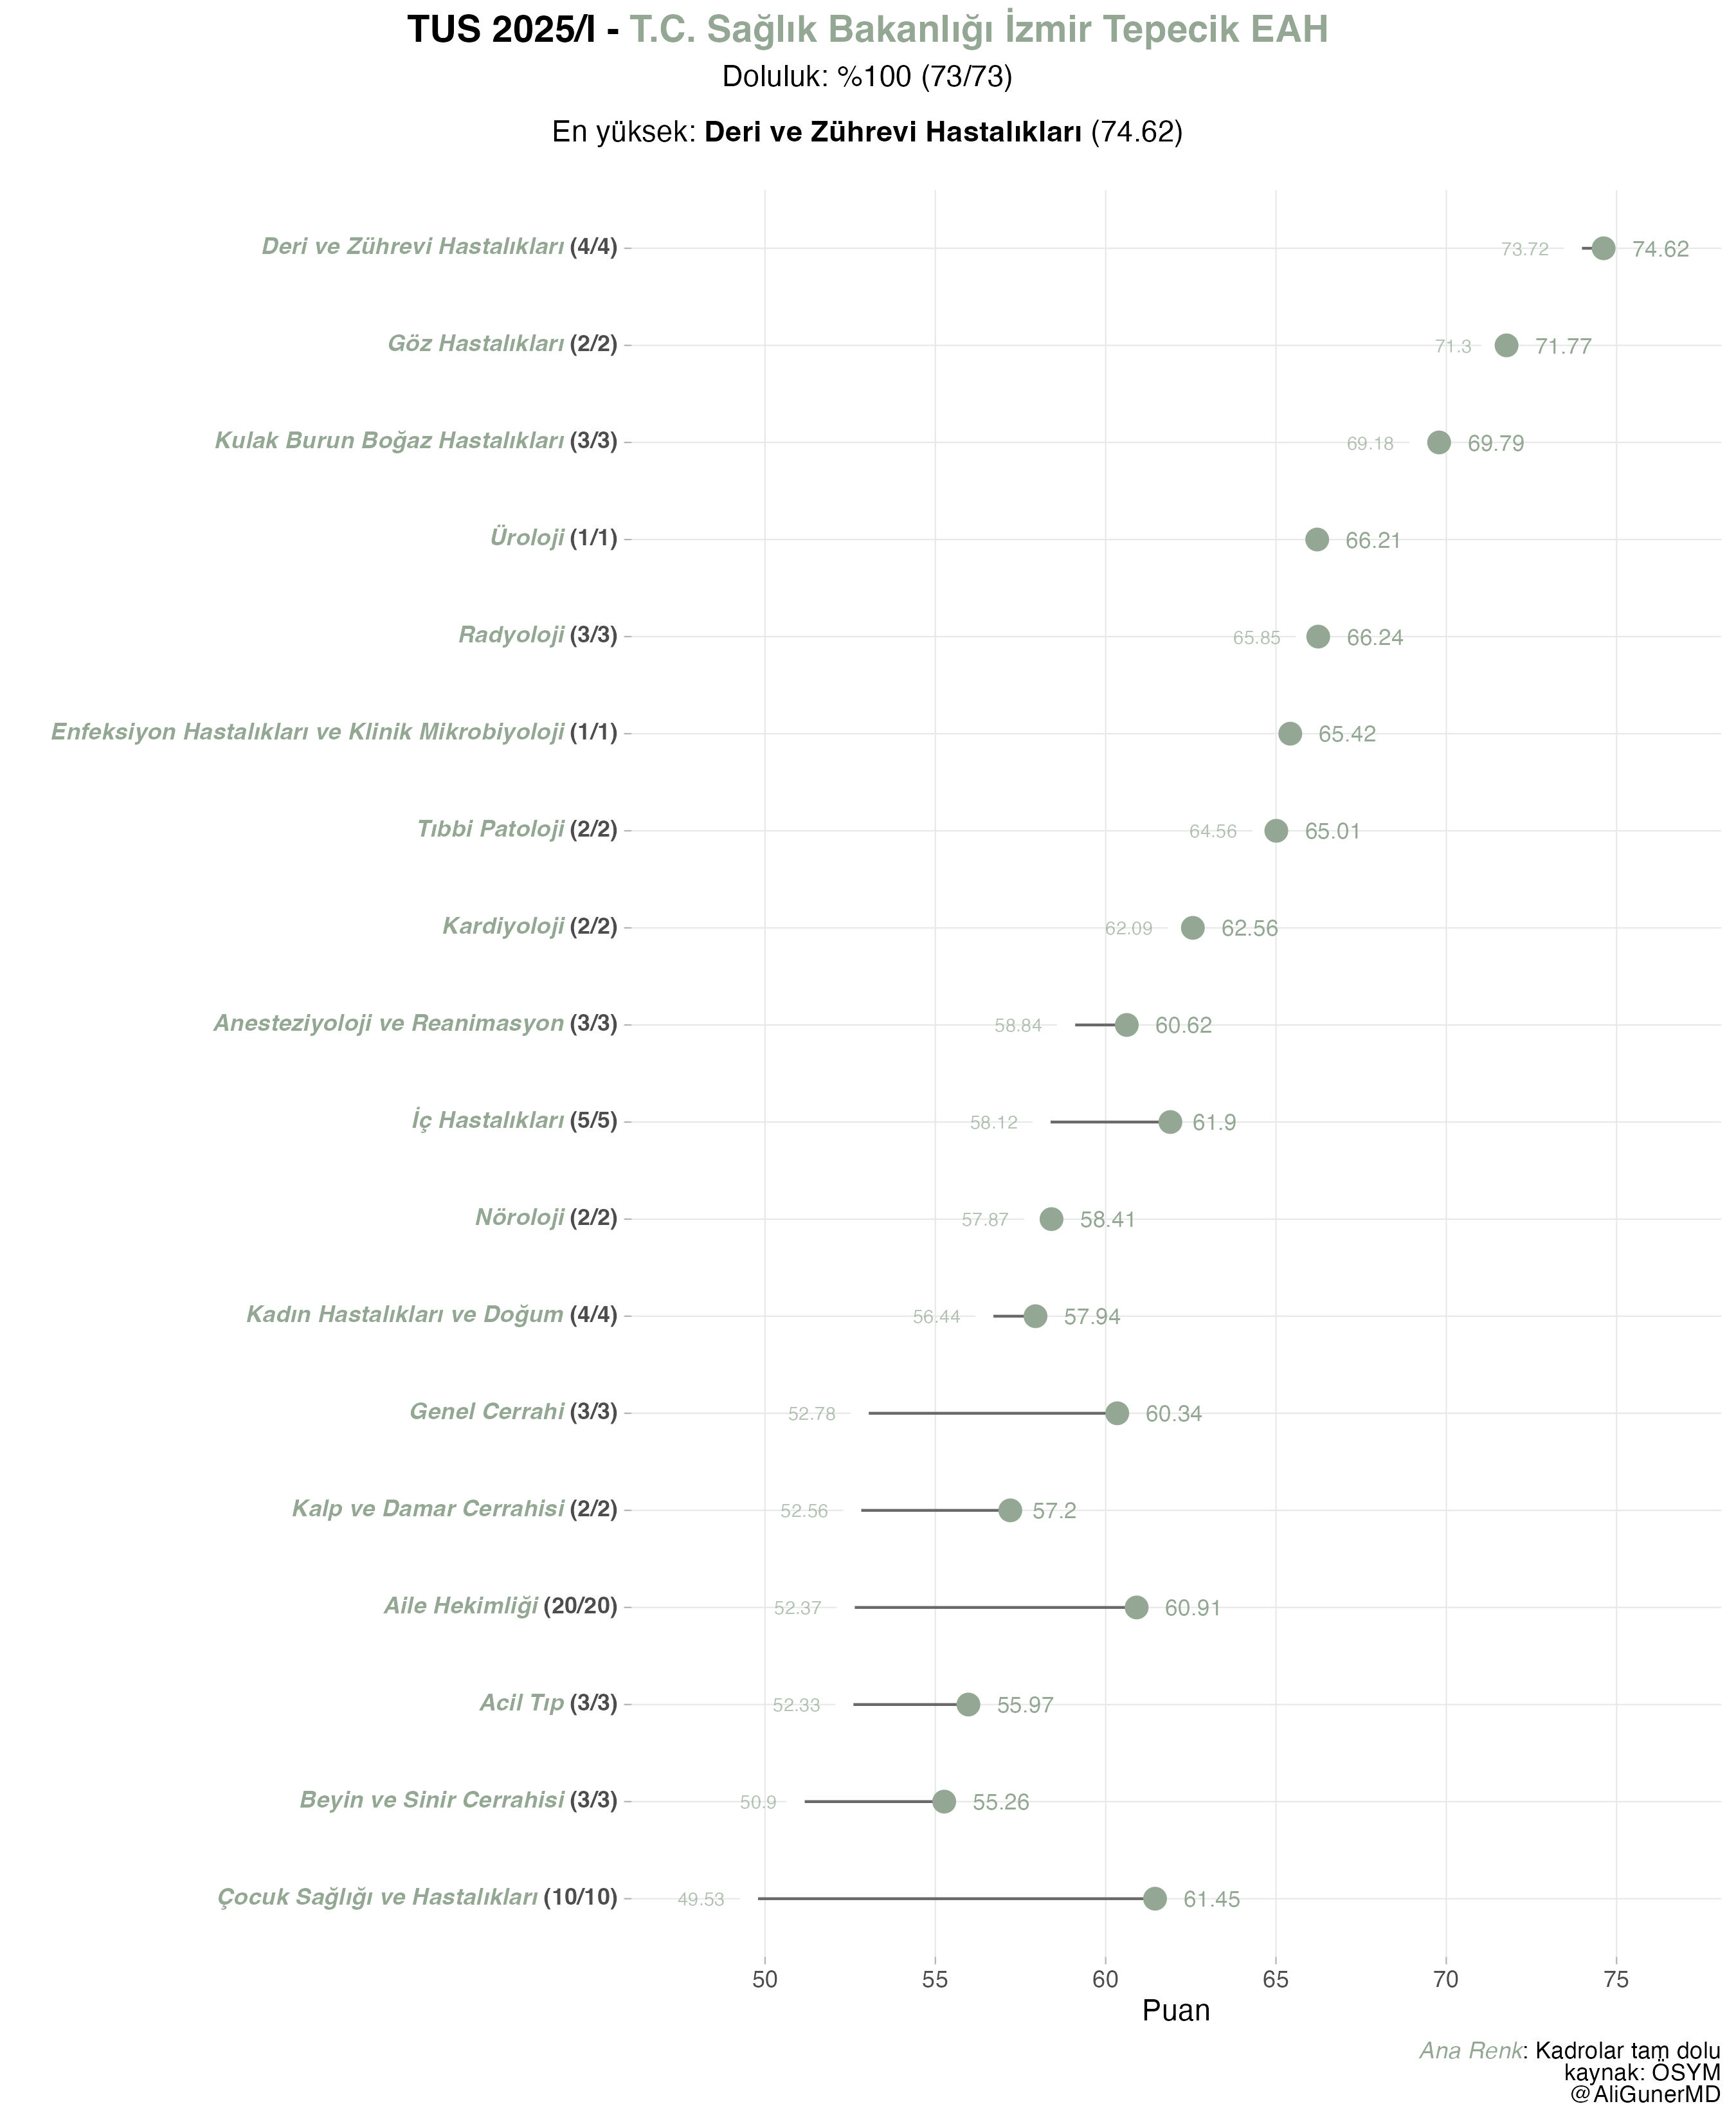 TUS 2025/I - T.C. Sağlık Bakanlığı İzmir Tepecik EAH
Doluluk: %100 (73/73)
En yüksek: Deri ve Zührevi Hastalıkları (74.62)
Deri ve Zührevi Hastalıkları (4/4) 73.72 74.62
Göz Hastalıkları (2/2) 71.3 71.77
Kulak Burun Boğaz Hastalıkları (3/3) 69.18 69.79
Üroloji (1/1) 66.21
Radyoloji (3/3) 65.85 66.24
Enfeksiyon Hastalıkları ve Klinik Mikrobiyoloji (1/1) 65.42
Tıbbi Patoloji (2/2) 64.56 65.01
Kardiyoloji (2/2) 62.09 62.56
Anesteziyoloji ve Reanimasyon (3/3) 58.84 60.62
İç Hastalıkları (5/5) 58.12 61.9
Nöroloji (2/2) 57.87 58.41
Kadın Hastalıkları ve Doğum (4/4) 56.44 57.94
Genel Cerrahi (3/3) 52.78 60.34
Kalp ve Damar Cerrahisi (2/2) 52.56 57.2
Aile Hekimliği (20/20) 52.37 60.91
Acil Tıp (3/3) 52.33 55.97
Beyin ve Sinir Cerrahisi (3/3) 50.9 55.26
Çocuk Sağlığı ve Hastalıkları (10/10) 49.53 61.45
50 55 60 65 70 75
Puan
Ana Renk: Kadrolar tam dolu
kaynak: ÖSYM
@AliGunerMD